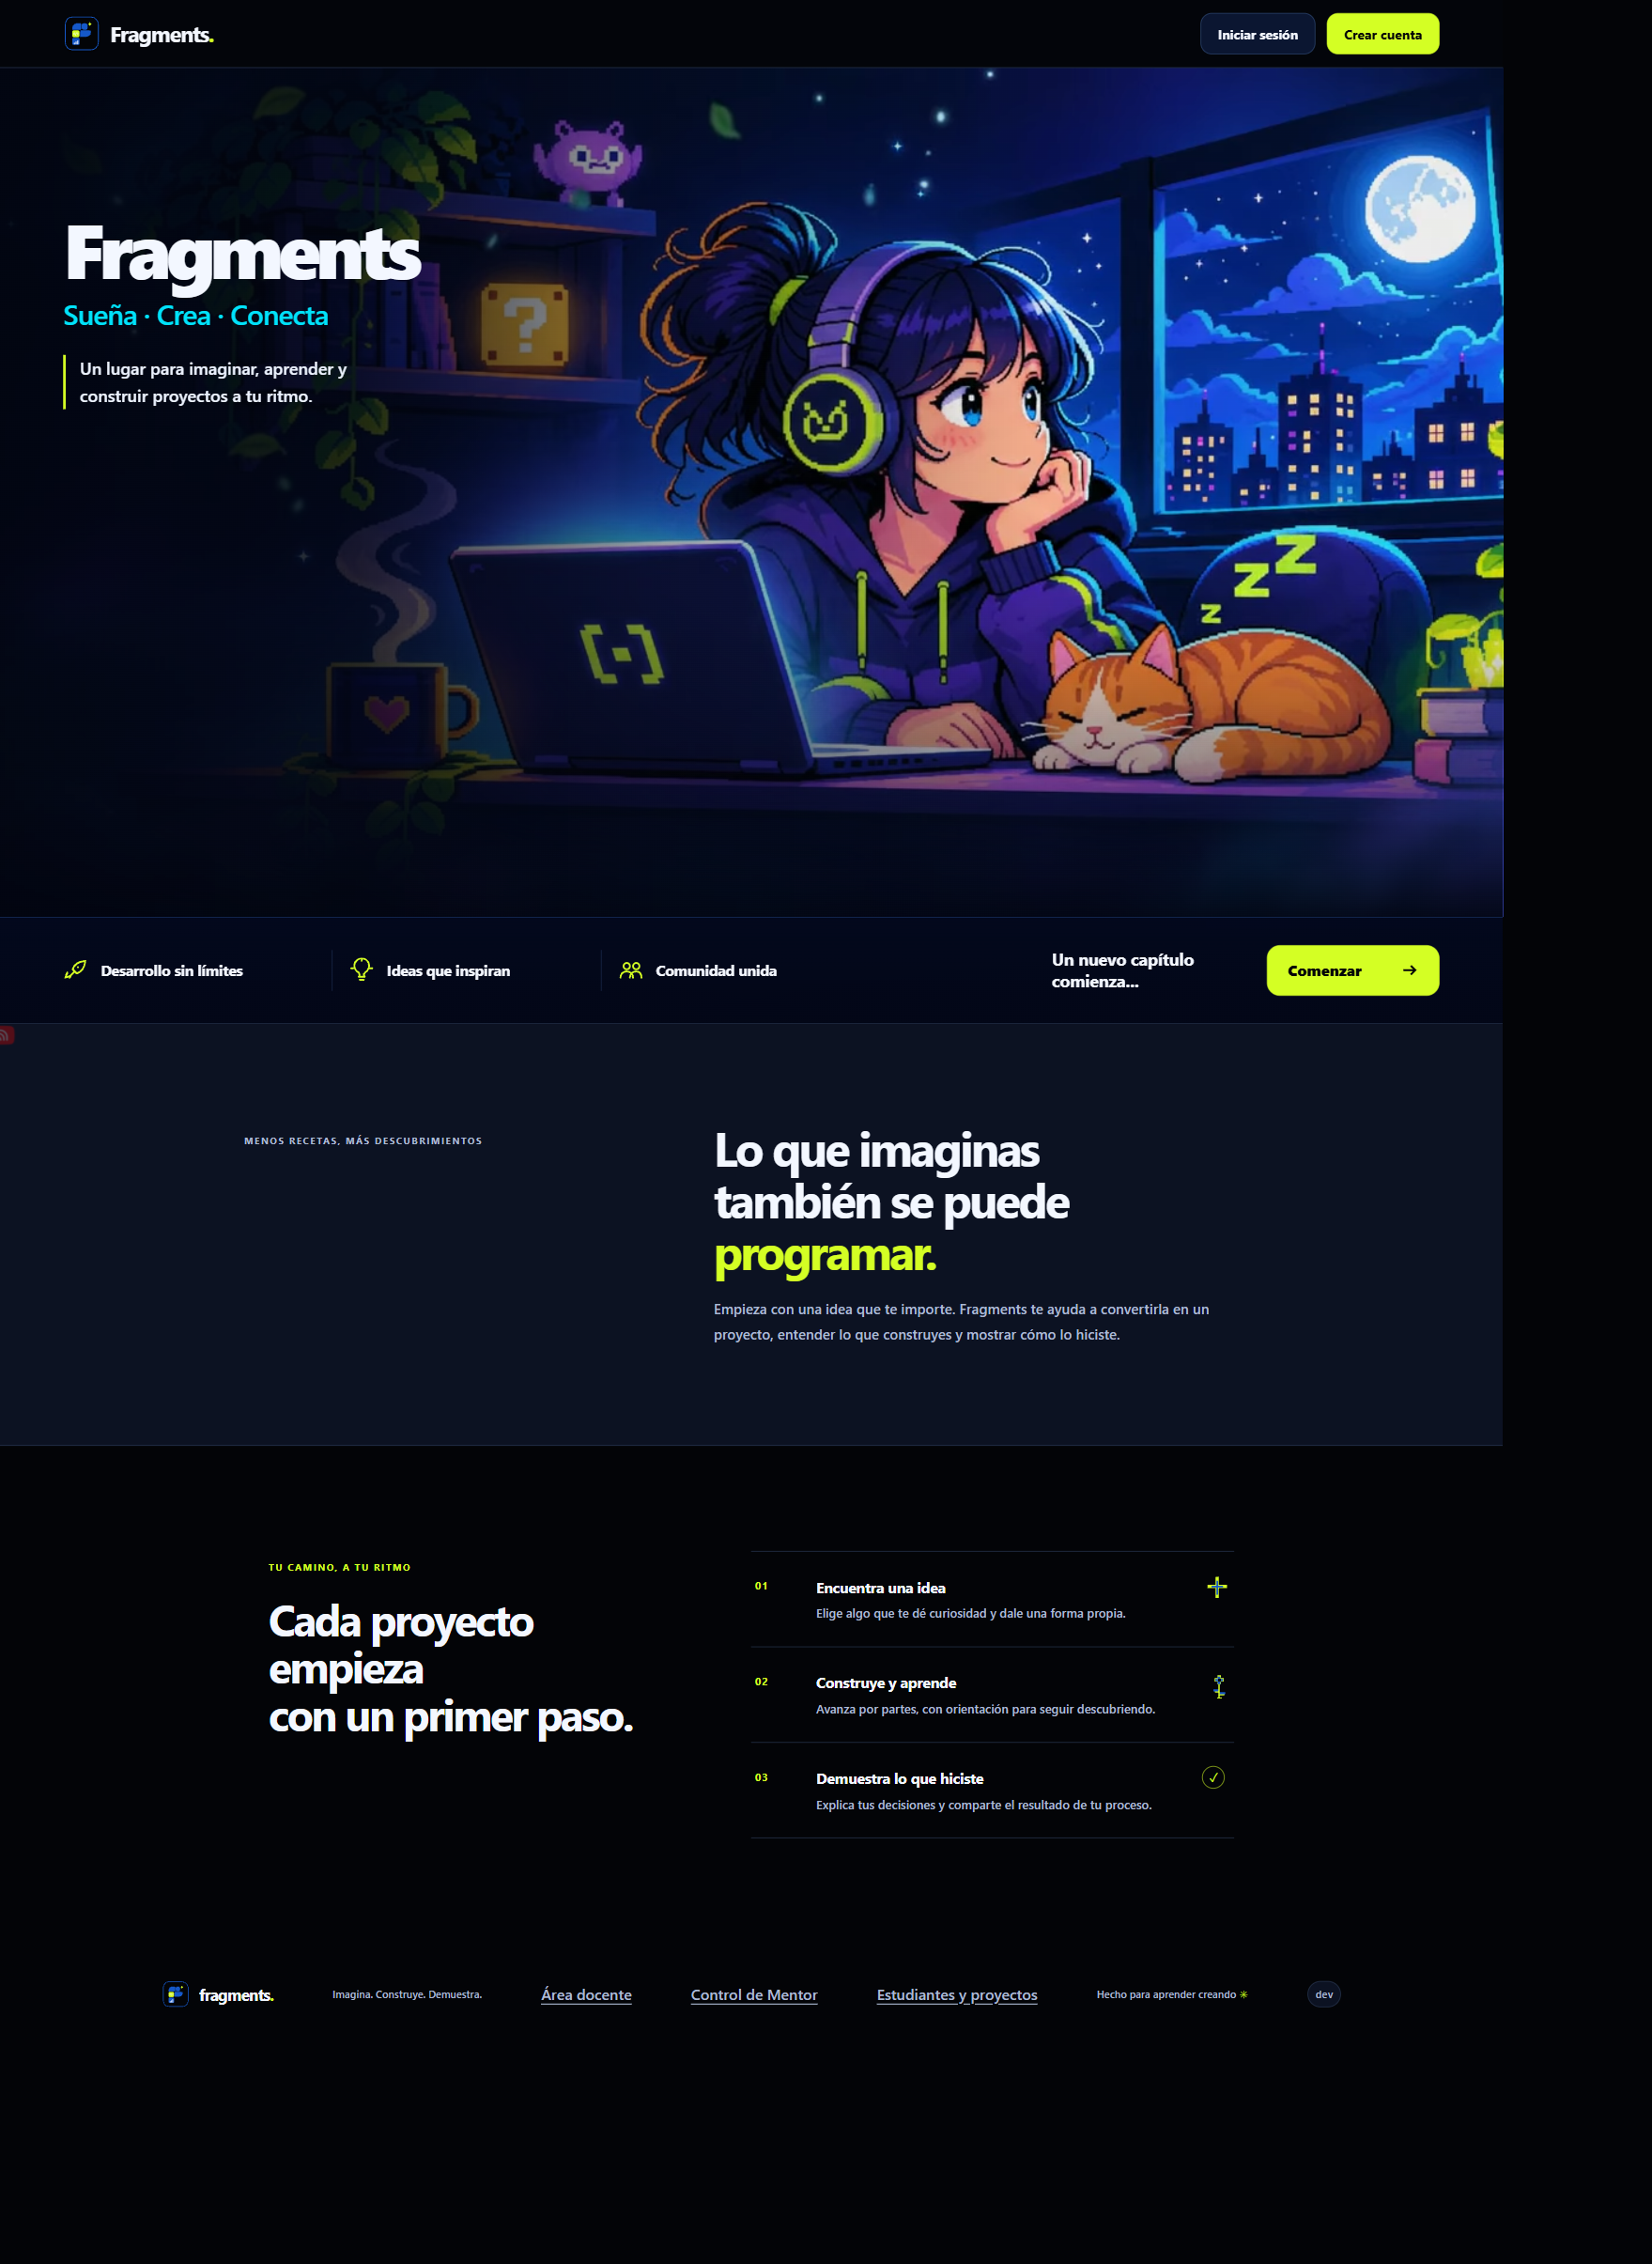 Fragments.
Iniciar sesión
Crear cuenta
Fragments
Sueña · Crea · Conecta
Un lugar para imaginar, aprender y
construir proyectos a tu ritmo.
?
z
Z
Z
Desarrollo sin límites
Ideas que inspiran
Comunidad unida
Un nuevo capítulo
comienza...
Comenzar →
MENOS RECETAS, MÁS DESCUBRIMIENTOS
Lo que imaginas
también se puede
programar.
Empieza con una idea que te importe. Fragments te ayuda a convertirla en un
proyecto, entender lo que construyes y mostrar cómo lo hiciste.
TU CAMINO, A TU RITMO
Cada proyecto
empieza
con un primer paso.
01
Encuentra una idea
Elige algo que te dé curiosidad y dale una forma propia.
02
Construye y aprende
Avanza por partes, con orientación para seguir descubriendo.
03
Demuestra lo que hiciste
Explica tus decisiones y comparte el resultado de tu proceso.
fragments.
Imagina. Construye. Demuestra.
Área docente
Control de Mentor
Estudiantes y proyectos
Hecho para aprender creando ✳
dev